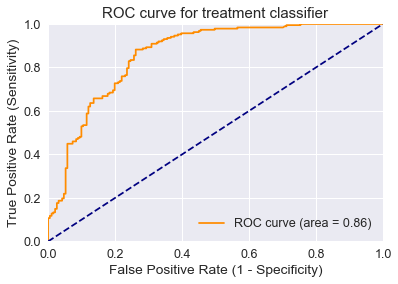 ROC curve for treatment classifier
True Positive Rate (Sensitivity)
1.0
0.8
0.6
0.4
0.2
0.0
ROC curve (area = 0.86)
0.0 0.2 0.4 0.6 0.8 1.0
False Positive Rate (1 - Specificity)